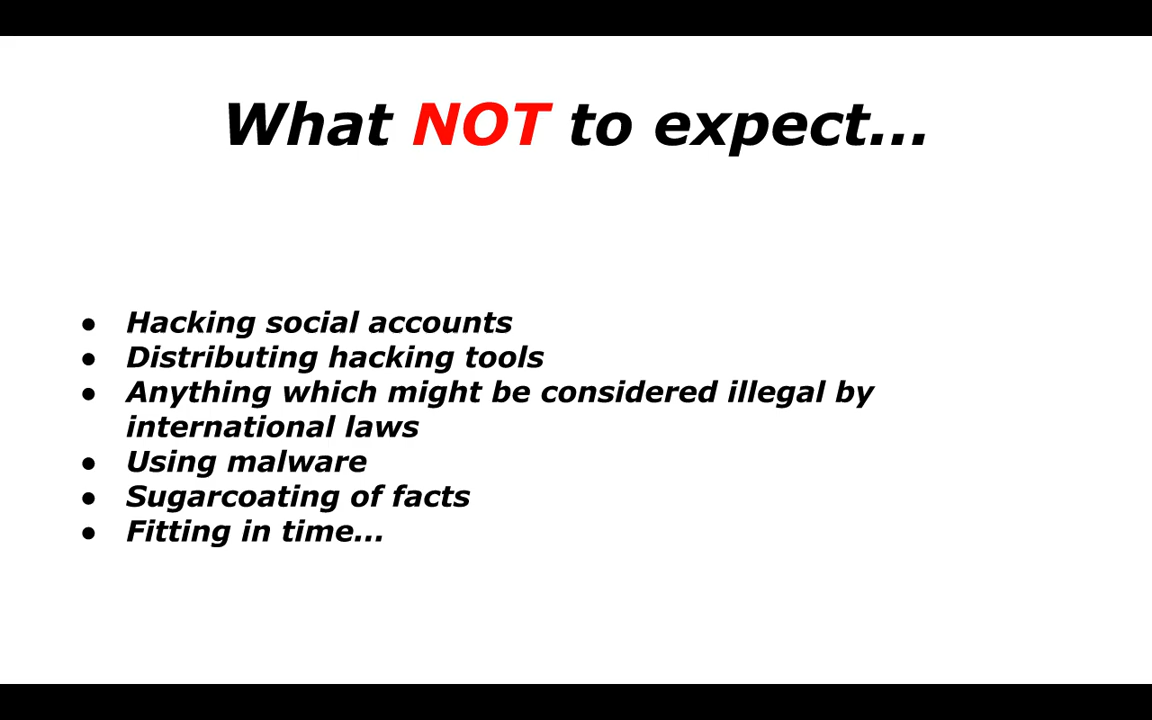 What NOT to expect...
● Hacking social accounts
● Distributing hacking tools
● Anything which might be considered illegal by
international laws
● Using malware
● Sugarcoating of facts
● Fitting in time...